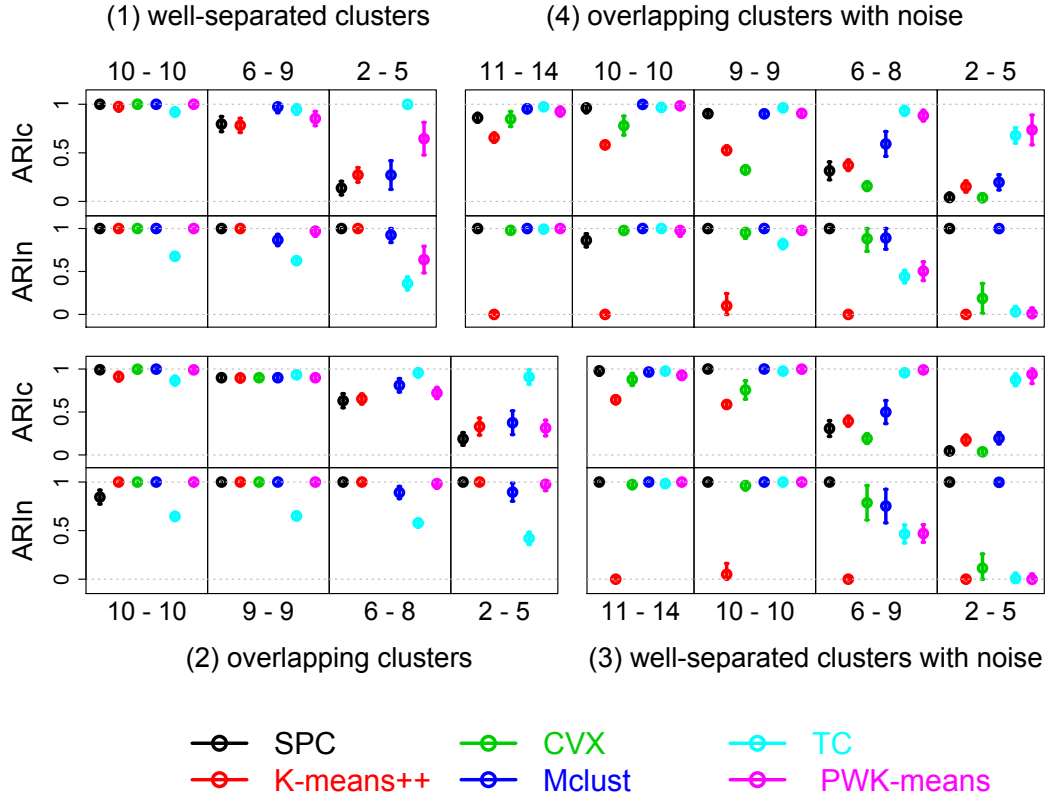 (1) well-separated clusters (4) overlapping clusters with noise
10 - 10 6 - 9 2 - 5 11 - 14 10 - 10 9 - 9 6 - 8 2 - 5
ARIc
1
0.5
0
ARIn
1
0.5
0
ARIc
1
0.5
0
ARIn
1
0.5
0
10 - 10 9 - 9 6 - 8 2 - 5 11 - 14 10 - 10 6 - 9 2 - 5
(2) overlapping clusters (3) well-separated clusters with noise
SPC CVX TC
K-means++ Mclust PWK-means